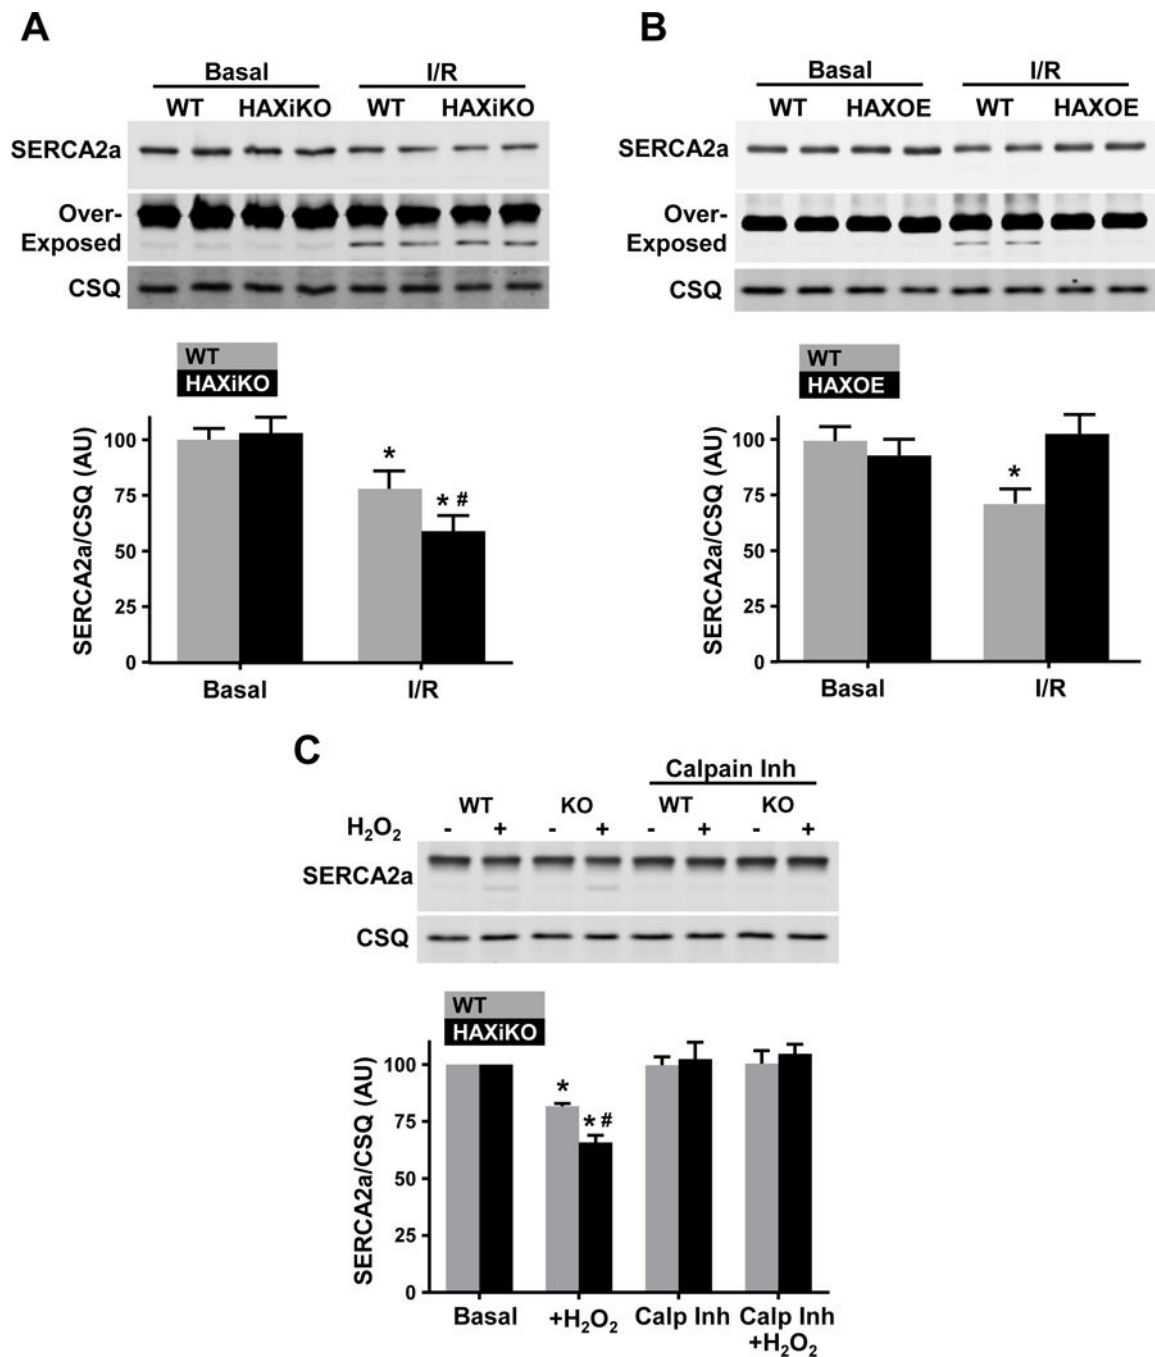 A
Basal I/R
WT HAXiKO WT HAXiKO
SERCA2a
Over-
Exposed
CSQ
WT
HAXiKO
SERCA2a/CSQ (AU)
100
*
75
* #
50
25
0
Basal I/R
B
Basal I/R
WT HAXOE WT HAXOE
SERCA2a
Over-
Exposed
CSQ
WT
HAXOE
SERCA2a/CSQ (AU)
100
*
75
50
25
0
Basal I/R
C
Calpain Inh
WT KO WT KO
H₂O₂ - + - + - + - +
SERCA2a
CSQ
WT
HAXiKO
SERCA2a/CSQ (AU)
100
*
75
* #
50
25
0
Basal +H₂O₂ Calp Inh Calp Inh
+H₂O₂